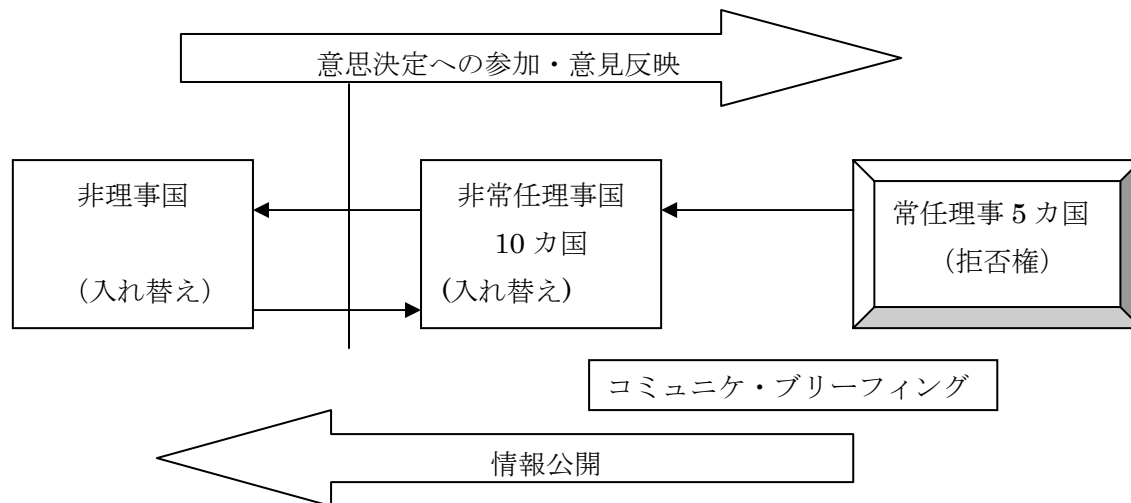 意思決定への参加・意見反映
非理事国
（入れ替え）
非常任理事国
10 カ国
(入れ替え)
常任理事 5 カ国
（拒否権）
コミュニケ・ブリーフィング
情報公開